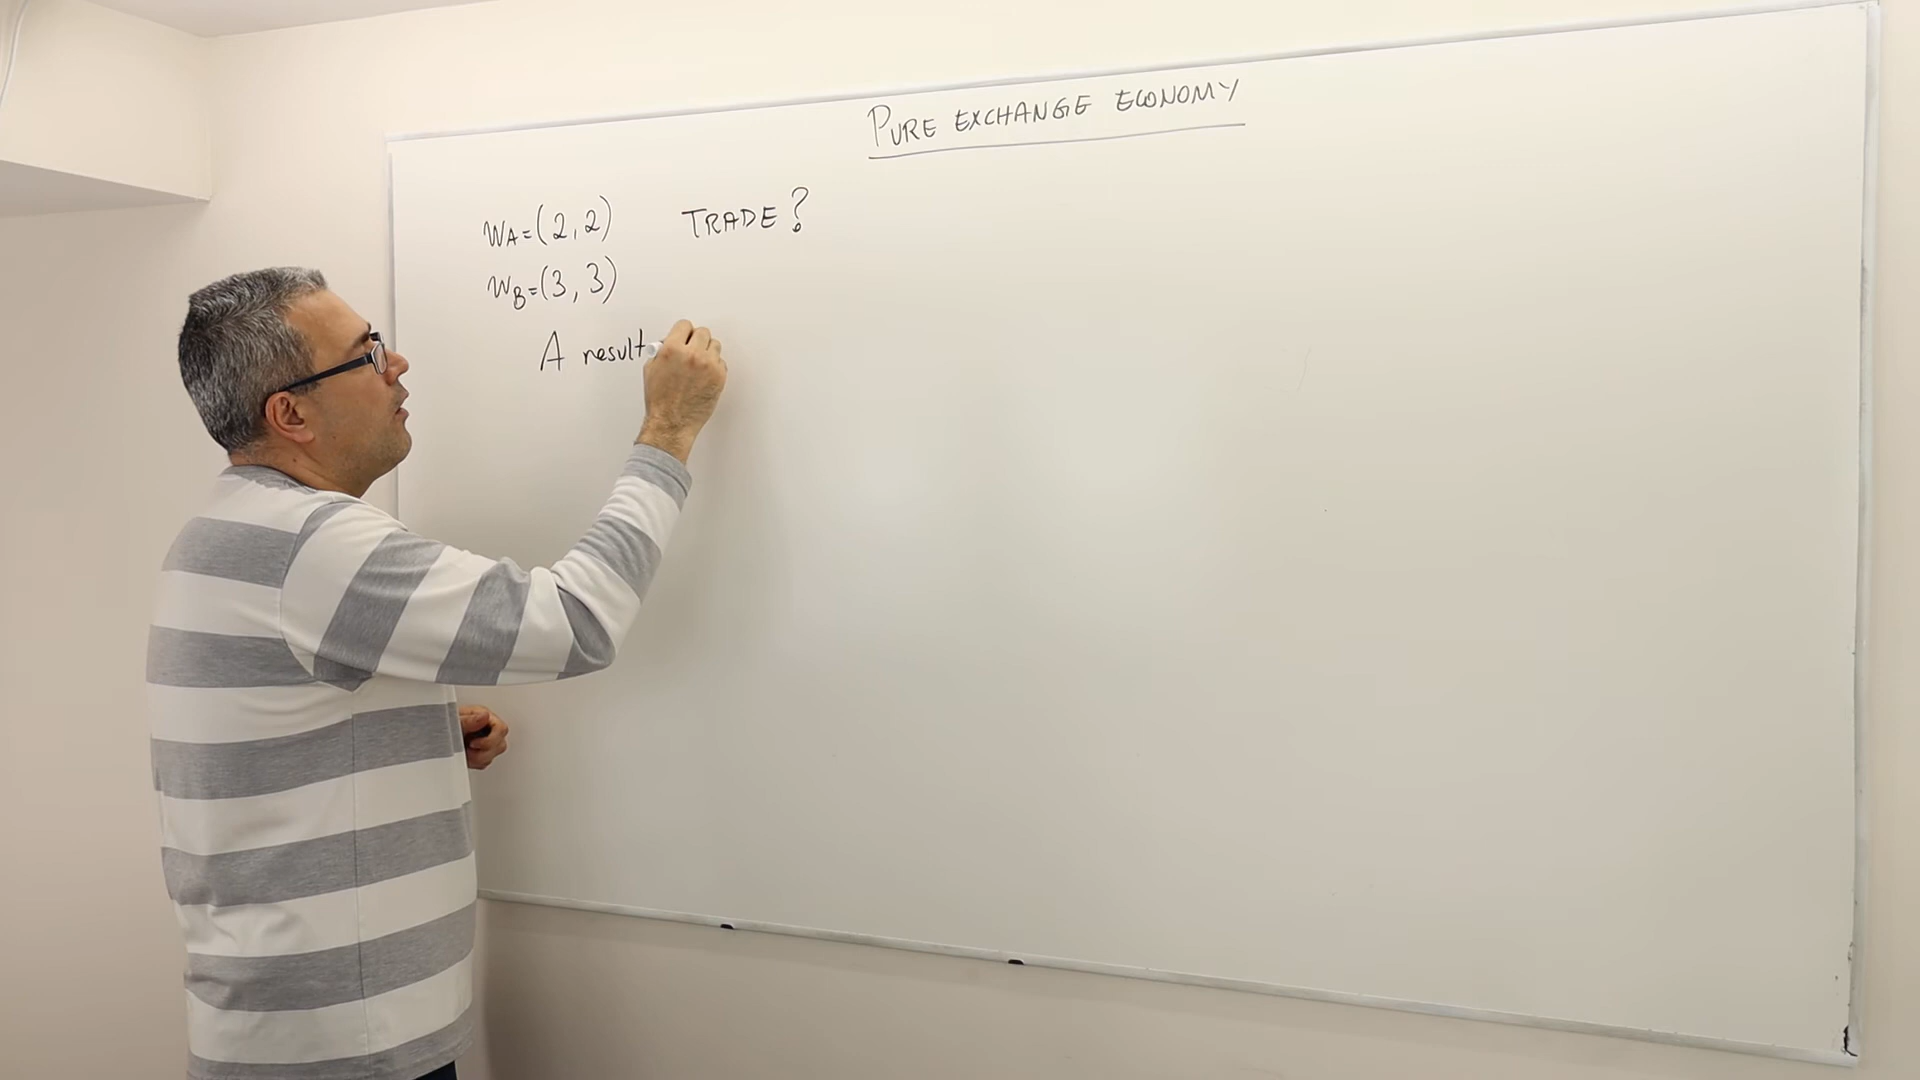 PURE EXCHANGE ECONOMY
WA=(2,2) TRADE?
WB=(3,3)
A result